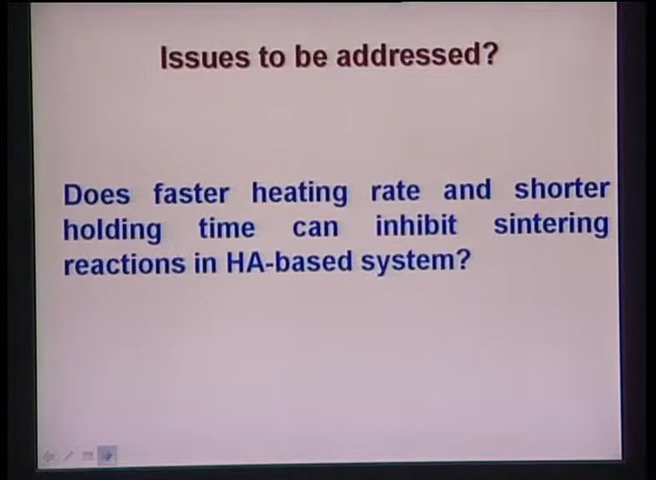 Issues to be addressed?
Does faster heating rate and shorter
holding time can inhibit sintering
reactions in HA-based system?